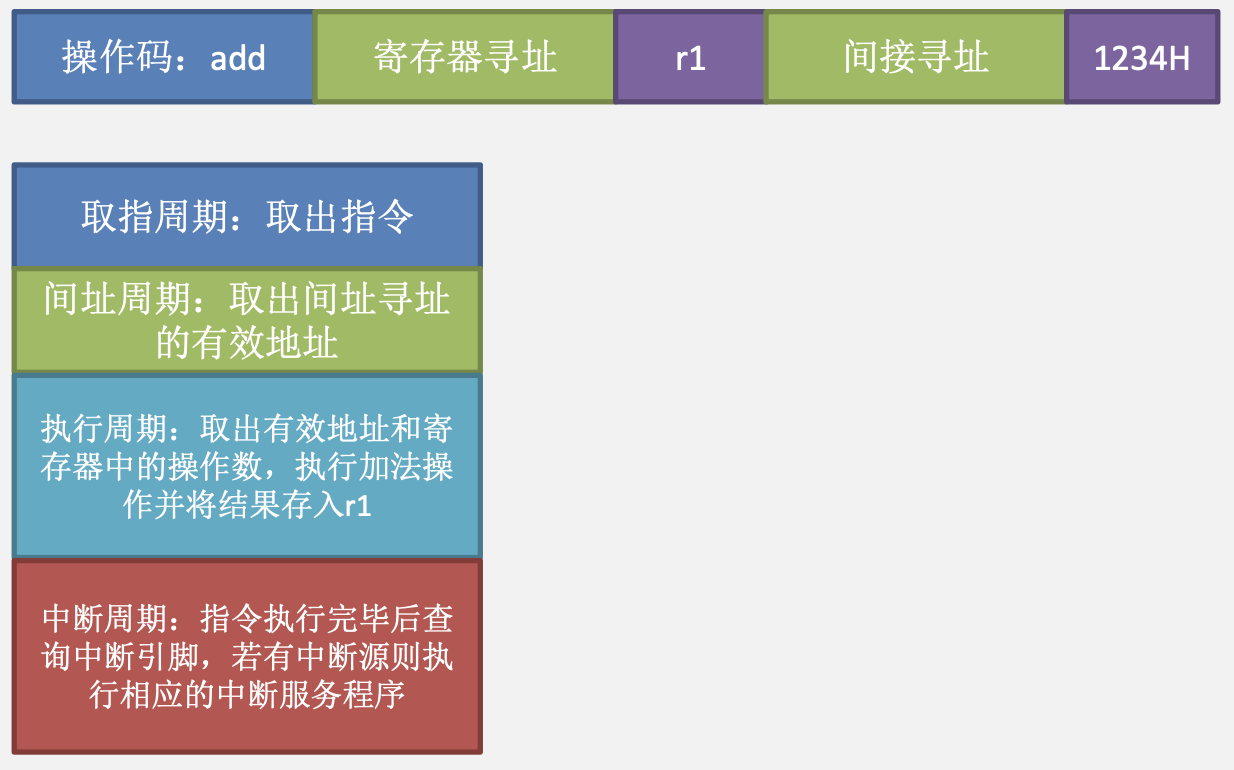 操作码：add 寄存器寻址 r1 间接寻址 1234H
取指周期：取出指令
间址周期：取出间址寻址
的有效地址
执行周期：取出有效地址和寄
存器中的操作数，执行加法操
作并将结果存入r1
中断周期：指令执行完毕后查
询中断引脚，若有中断源则执
行相应的中断服务程序